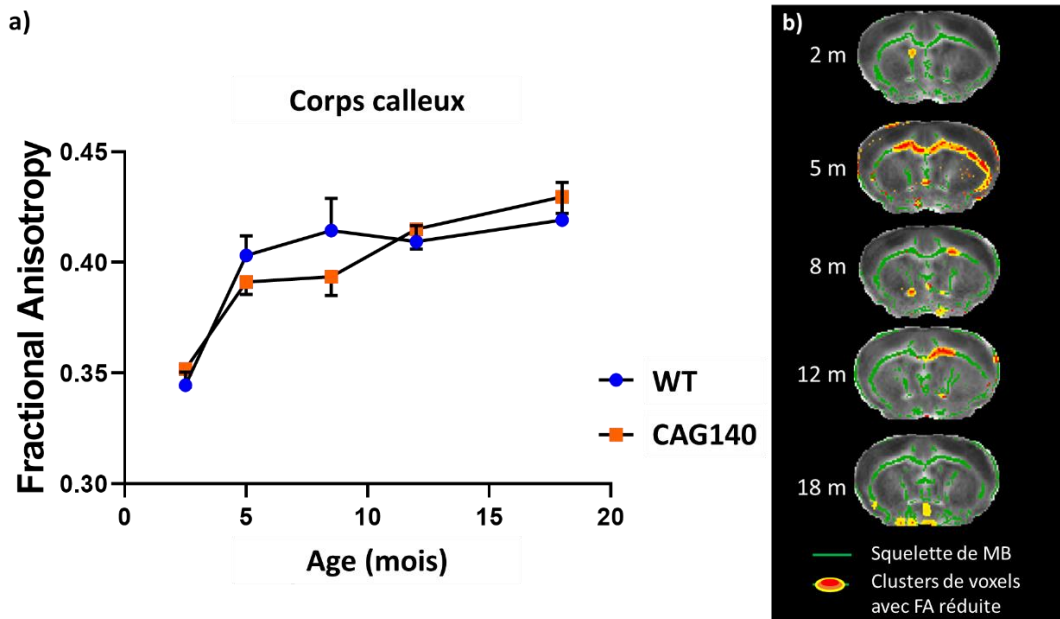 a)
Corps calleux
Fractional Anisotropy
0.45
0.40
0.35
0.30
0
5
10
15
20
Age (mois)
WT
CAG140
b)
2 m
5 m
8 m
12 m
18 m
Squelette de MB
Clusters de voxels
avec FA réduite